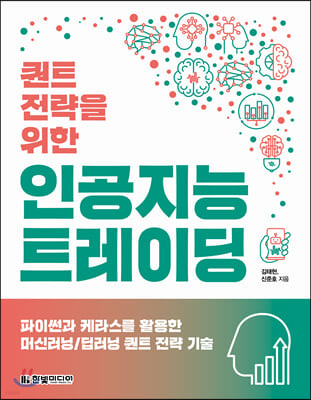 퀀트
전략을
위한
인공지능
트레이딩
김태헌,
신준호 지음
파이썬과 케라스를 활용한
머신러닝/딥러닝 퀀트 전략 기술
한빛미디어